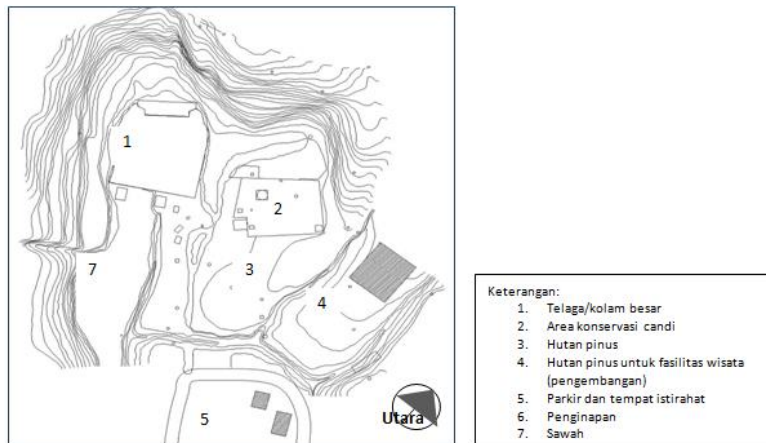 1
2
3
4
5
7
Utara
Keterangan:
1. Telaga/kolam besar
2. Area konservasi candi
3. Hutan pinus
4. Hutan pinus untuk fasilitas wisata
(pengembangan)
5. Parkir dan tempat istirahat
6. Penginapan
7. Sawah